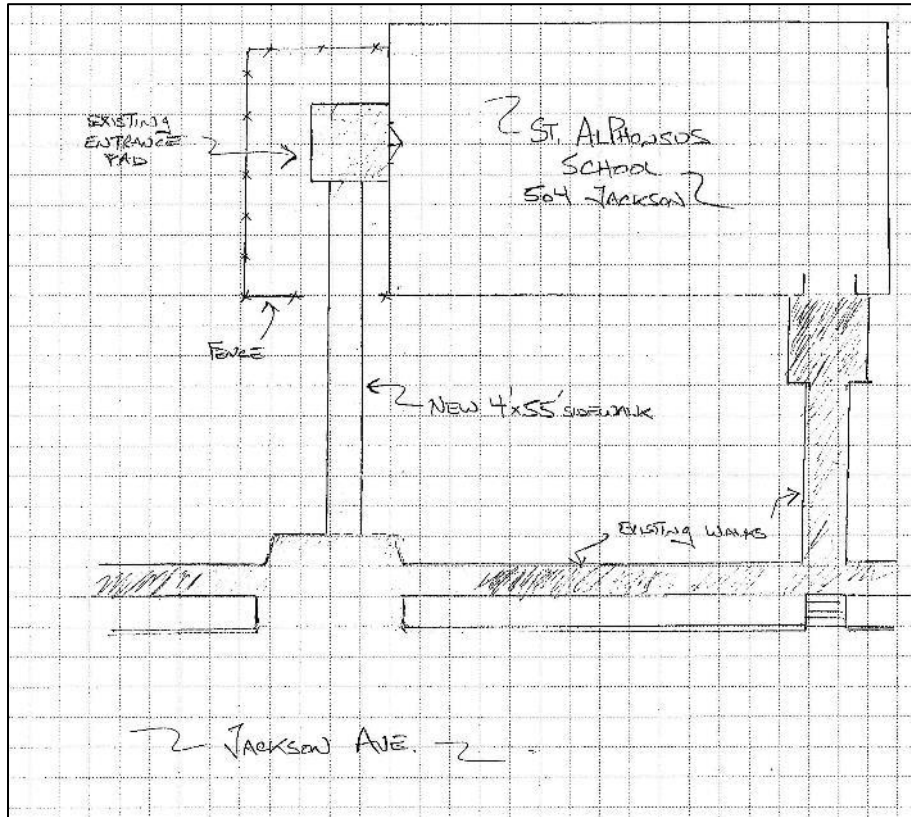 EXISTING
ENTRANCE
PAD
ST. ALPHONSUS
SCHOOL
504 JACKSON
FENCE
NEW 4'x55' SIDEWALK
EXISTING WALKS
JACKSON AVE.